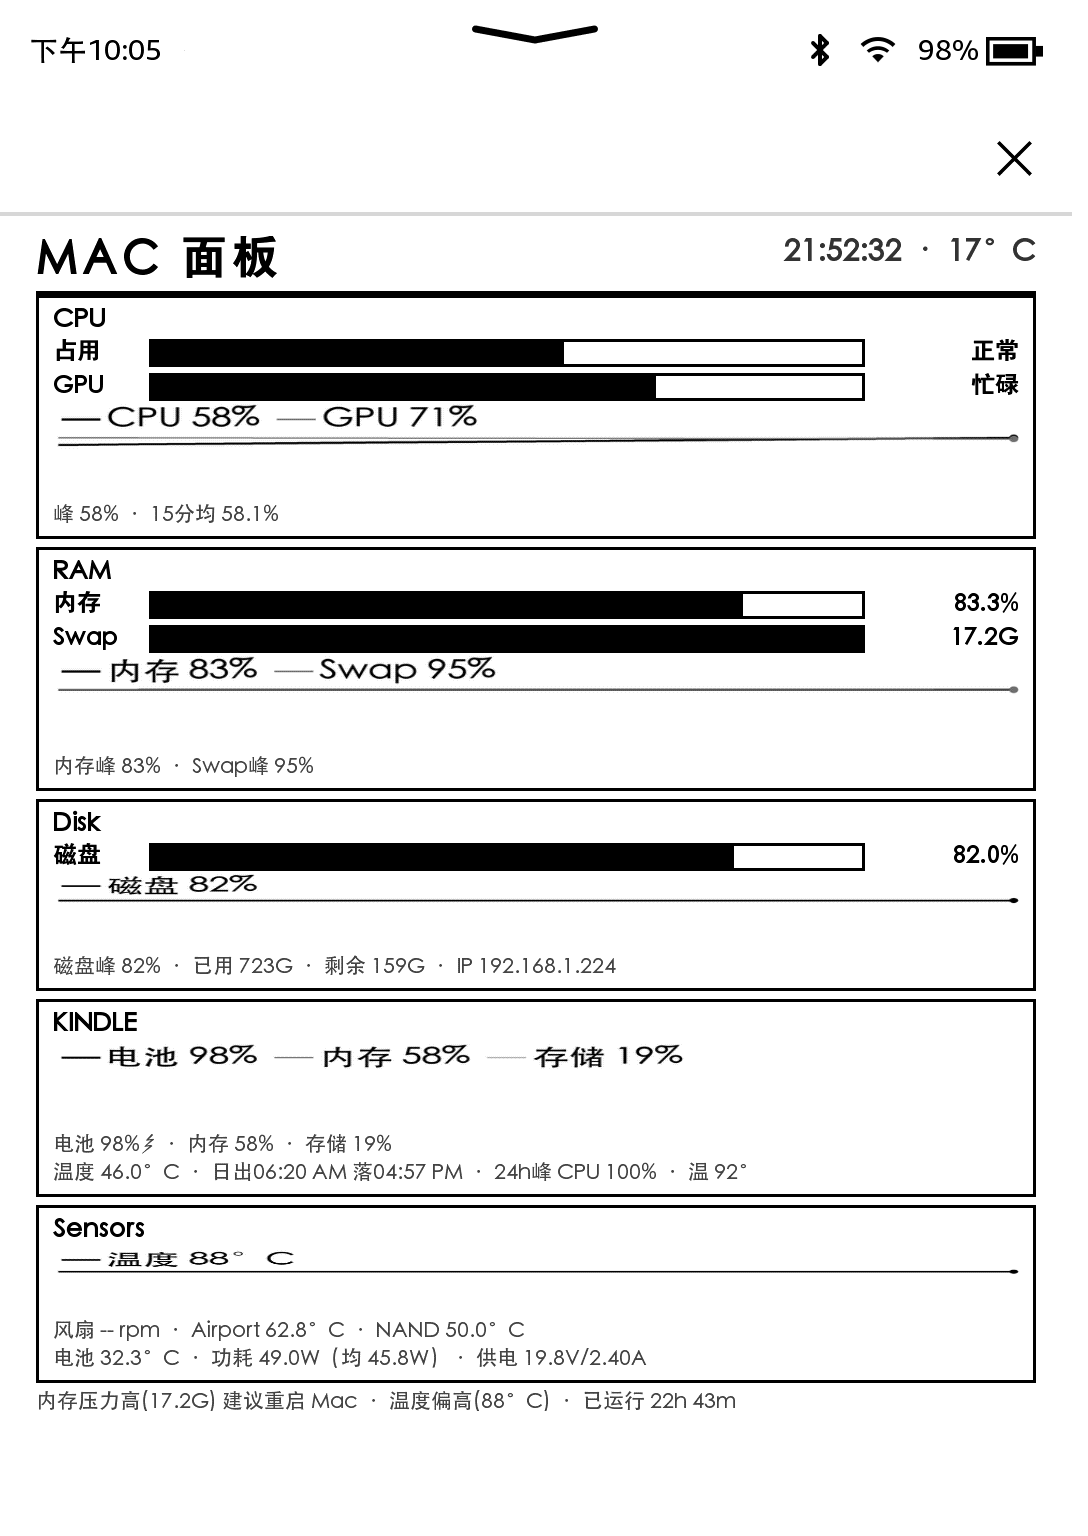 下午10:05 98%
MAC 面板 21:52:32 · 17° C
CPU
占用 正常
GPU 忙碌
CPU 58% GPU 71%
峰 58% · 15分均 58.1%
RAM
内存 83.3%
Swap 17.2G
内存 83% Swap 95%
内存峰 83% · Swap峰 95%
Disk
磁盘 82.0%
磁盘 82%
磁盘峰 82% · 已用 723G · 剩余 159G · IP 192.168.1.224
KINDLE
电池 98% 内存 58% 存储 19%
电池 98%⚡ · 内存 58% · 存储 19%
温度 46.0° C · 日出06:20 AM 落04:57 PM · 24h峰 CPU 100% · 温 92°
Sensors
温度 88° C
风扇 -- rpm · Airport 62.8° C · NAND 50.0° C
电池 32.3° C · 功耗 49.0W（均 45.8W） · 供电 19.8V/2.40A
内存压力高(17.2G) 建议重启 Mac · 温度偏高(88° C) · 已运行 22h 43m